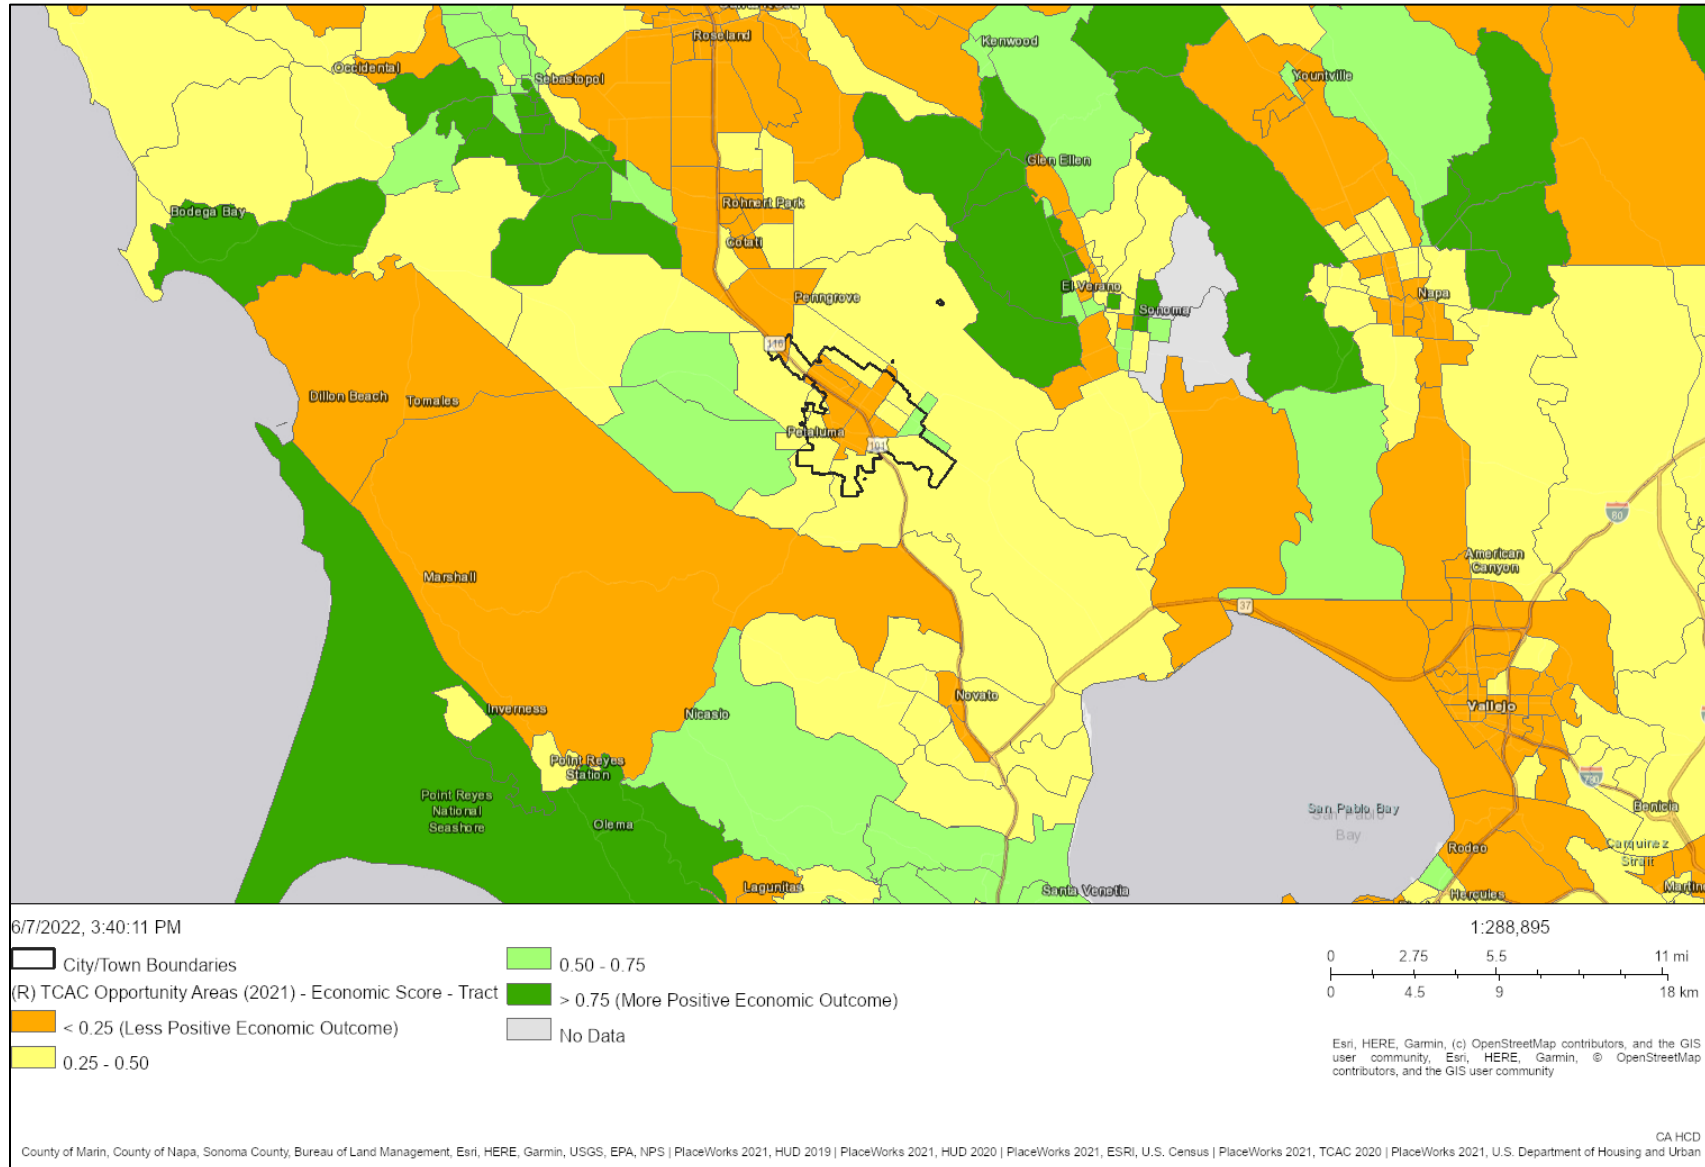 Roseland
Kenwood
Occidental
Sebastopol
Yountville
Glen Ellen
Rohnert Park
Bodega Bay
Cotati
El Verano
Sonoma
Napa
Penngrove
116
Dillon Beach
Tomales
Petaluma
101
80
American
Canyon
Marshall
37
Novato
Inverness
Nicasio
Vallejo
Point Reyes
Station
780
Point Reyes
National
Seashore
Olema
San Pablo Bay
San Pablo
Bay
Benicia
Rodeo
Carquinez
Strait
Lagunitas
Santa Venetia
Hercules
Martin
6/7/2022, 3:40:11 PM
City/Town Boundaries
(R) TCAC Opportunity Areas (2021) - Economic Score - Tract
< 0.25 (Less Positive Economic Outcome)
0.25 - 0.50
0.50 - 0.75
> 0.75 (More Positive Economic Outcome)
No Data
1:288,895
0 2.75 5.5 11 mi
0 4.5 9 18 km
Esri, HERE, Garmin, (c) OpenStreetMap contributors, and the GIS
user community, Esri, HERE, Garmin, © OpenStreetMap
contributors, and the GIS user community
CA HCD
County of Marin, County of Napa, Sonoma County, Bureau of Land Management, Esri, HERE, Garmin, USGS, EPA, NPS | PlaceWorks 2021, HUD 2019 | PlaceWorks 2021, HUD 2020 | PlaceWorks 2021, ESRI, U.S. Census | PlaceWorks 2021, TCAC 2020 | PlaceWorks 2021, U.S. Department of Housing and Urban